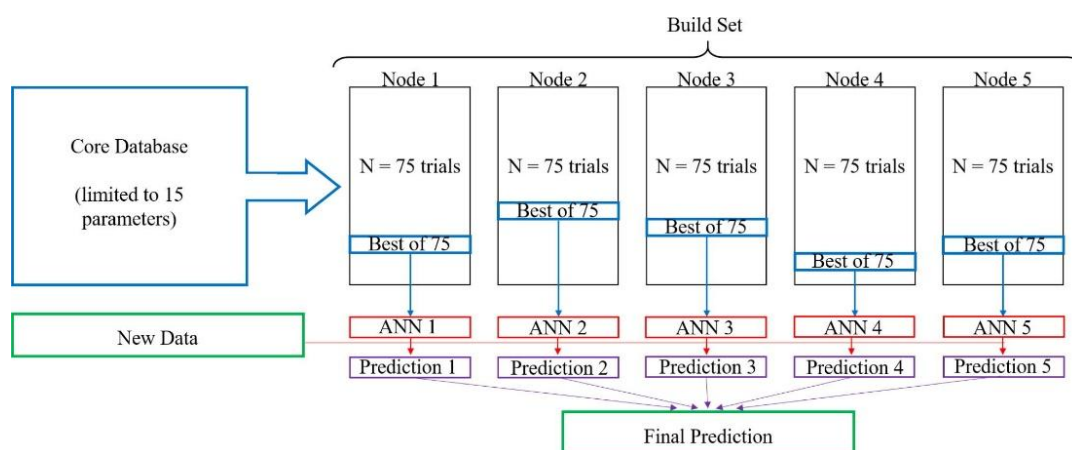 Build Set
Node 1 Node 2 Node 3 Node 4 Node 5
Core Database
(limited to 15
parameters)
N = 75 trials N = 75 trials N = 75 trials N = 75 trials N = 75 trials
Best of 75 Best of 75 Best of 75 Best of 75 Best of 75
New Data
ANN 1 ANN 2 ANN 3 ANN 4 ANN 5
Prediction 1 Prediction 2 Prediction 3 Prediction 4 Prediction 5
Final Prediction